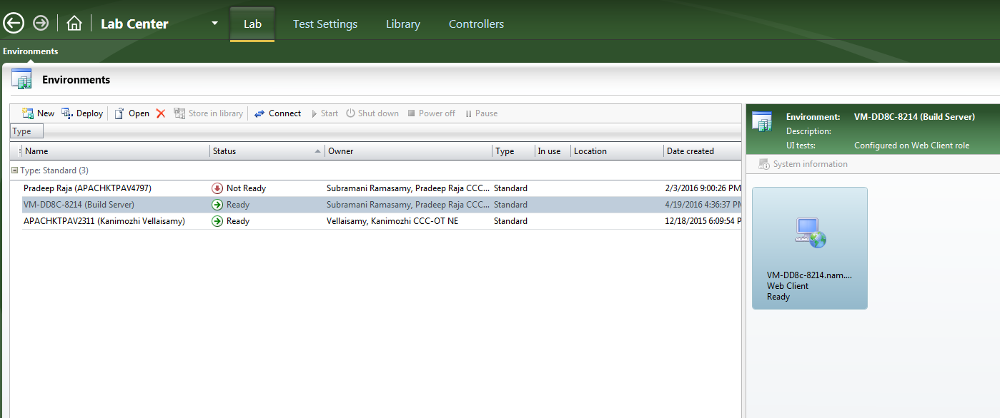 Lab Center Lab Test Settings Library Controllers
Environments
Environments
New Deploy Open Store in library Connect Start Shut down Power off Pause
Type
Name Status Owner Type In use Location Date created
Type: Standard (3)
Pradeep Raja (APACHKTPAV4797) Not Ready Subramani Ramasamy, Pradeep Raja CCC... Standard 2/3/2016 9:00:26 PM
VM-DD8C-8214 (Build Server) Ready Subramani Ramasamy, Pradeep Raja CCC... Standard 4/19/2016 4:36:37 PM
APACHKTPAV2311 (Kanimozhi Vellaisamy) Ready Vellaisamy, Kanimozhi CCC-OT NE Standard 12/18/2015 6:09:54 P
Environment: VM-DD8C-8214 (Build Server)
Description:
UI tests: Configured on Web Client role
System information
VM-DD8c-8214.nam....
Web Client
Ready